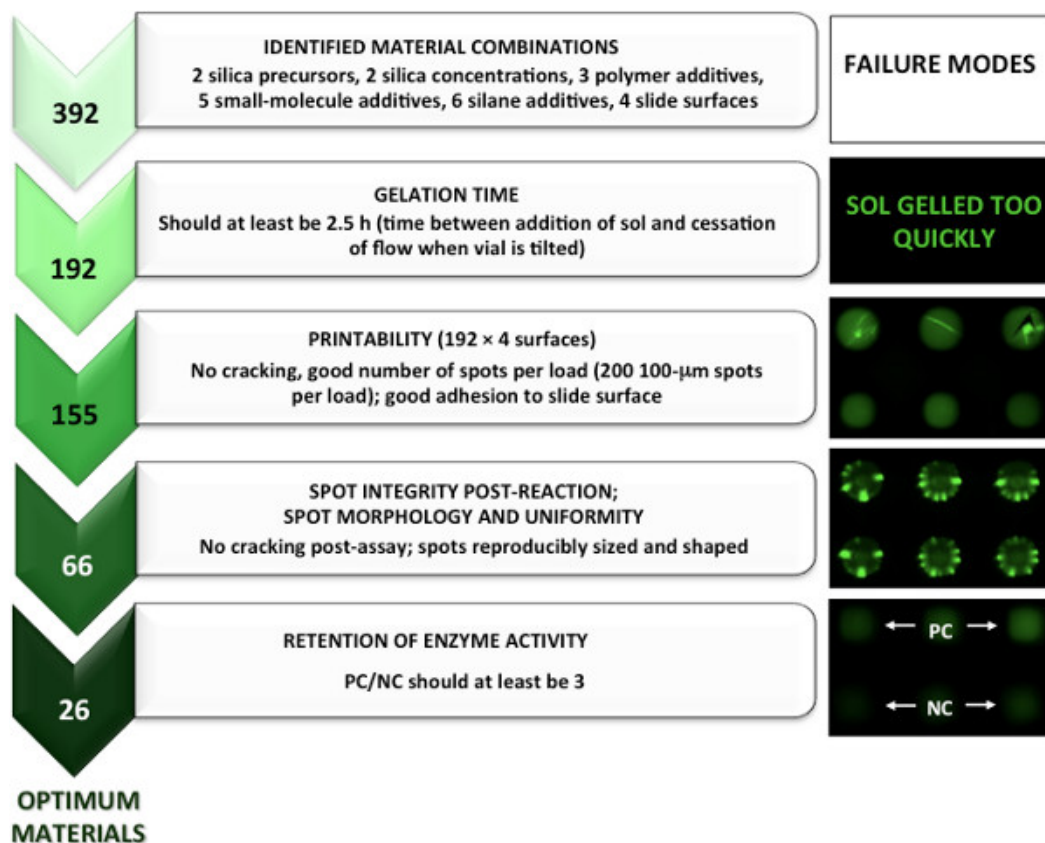 392
IDENTIFIED MATERIAL COMBINATIONS
2 silica precursors, 2 silica concentrations, 3 polymer additives,
5 small-molecule additives, 6 silane additives, 4 slide surfaces
FAILURE MODES
192
GELATION TIME
Should at least be 2.5 h (time between addition of sol and cessation
of flow when vial is tilted)
SOL GELLED TOO
QUICKLY
155
PRINTABILITY (192 × 4 surfaces)
No cracking, good number of spots per load (200 100-μm spots
per load); good adhesion to slide surface
66
SPOT INTEGRITY POST-REACTION;
SPOT MORPHOLOGY AND UNIFORMITY
No cracking post-assay; spots reproducibly sized and shaped
26
RETENTION OF ENZYME ACTIVITY
PC/NC should at least be 3
PC
NC
OPTIMUM
MATERIALS